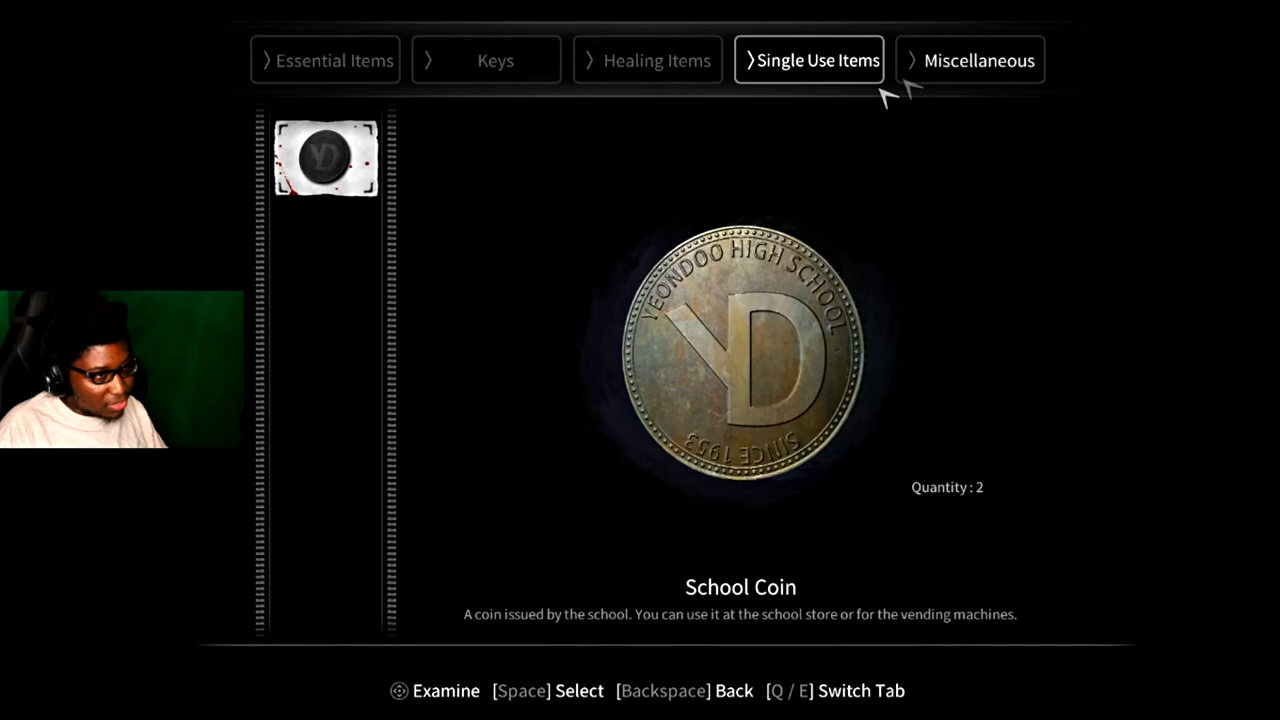 Essential Items
Keys
Healing Items
Single Use Items
Miscellaneous
YD
YEONDOO HIGH SCHOOL
YD
SINCE 1953
Quantity : 2
School Coin
A coin issued by the school. You can use it at the school store or for the vending machines.
Examine [Space] Select [Backspace] Back [Q / E] Switch Tab